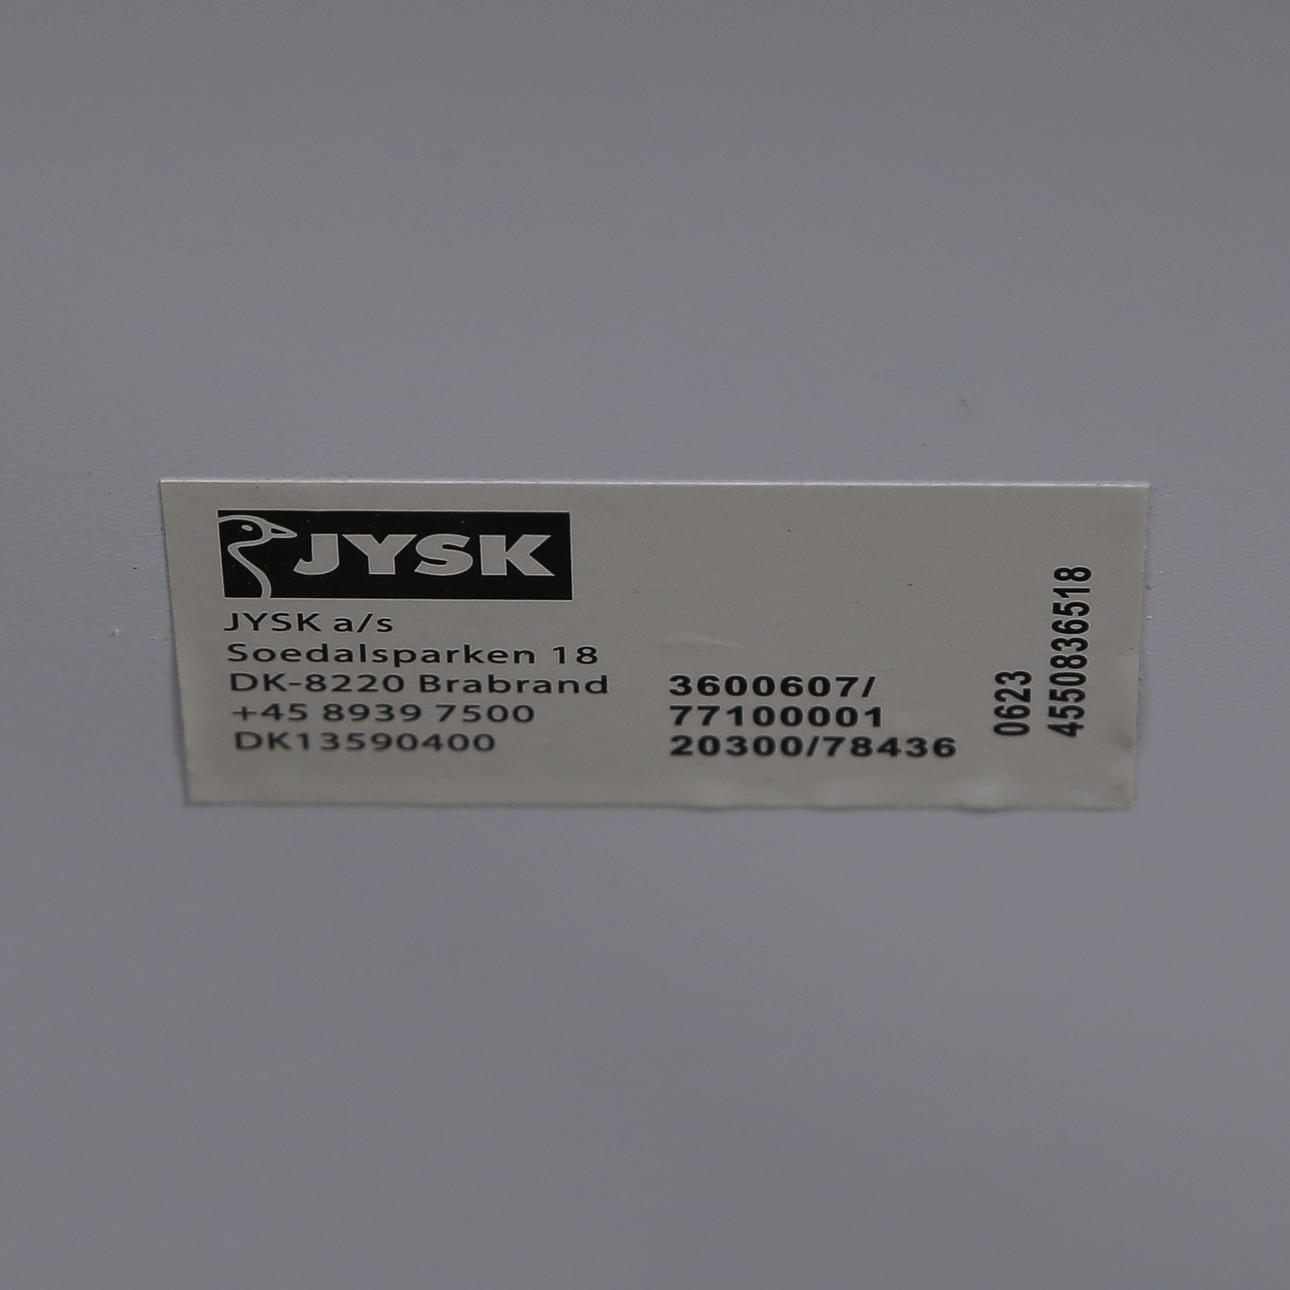 JYSK
JYSK a/s
Soedalsparken 18
DK-8220 Brabrand
+45 8939 7500
DK13590400
3600607/
77100001
20300/78436
0623
4550836518